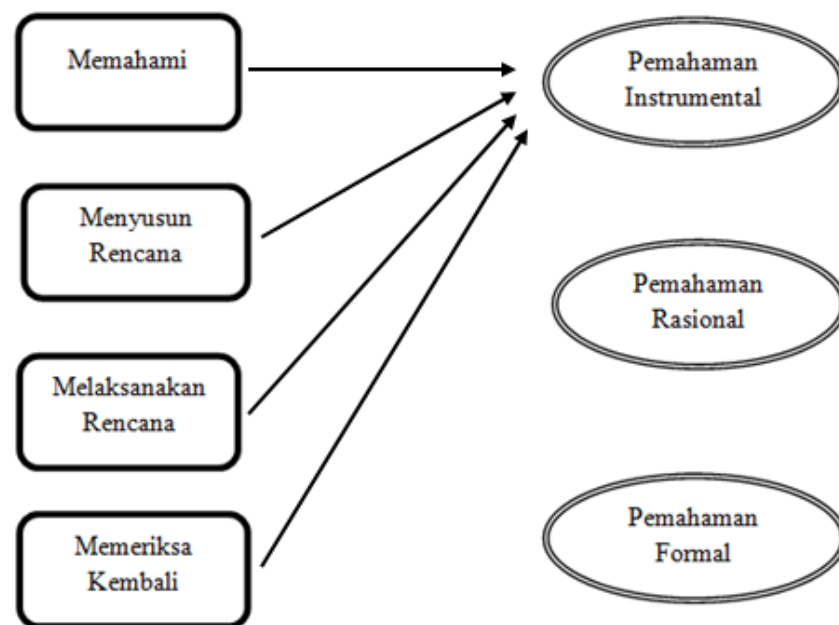 Memahami
Menyusun
Rencana
Melaksanakan
Rencana
Memeriksa
Kembali
Pemahaman
Instrumental
Pemahaman
Rasional
Pemahaman
Formal